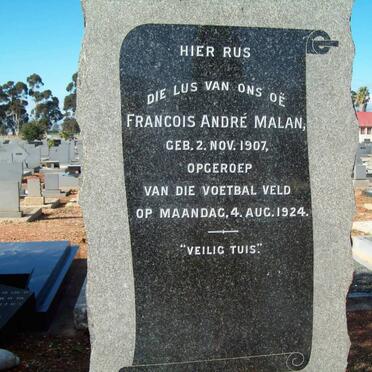 HIER RUS
DIE LUS VAN ONS OË
FRANCOIS ANDRÉ MALAN,
GEB. 2. NOV. 1907,
OPGEROEP
VAN DIE VOETBAL VELD
OP MAANDAG, 4. AUG. 1924.
"VEILIG TUIS."